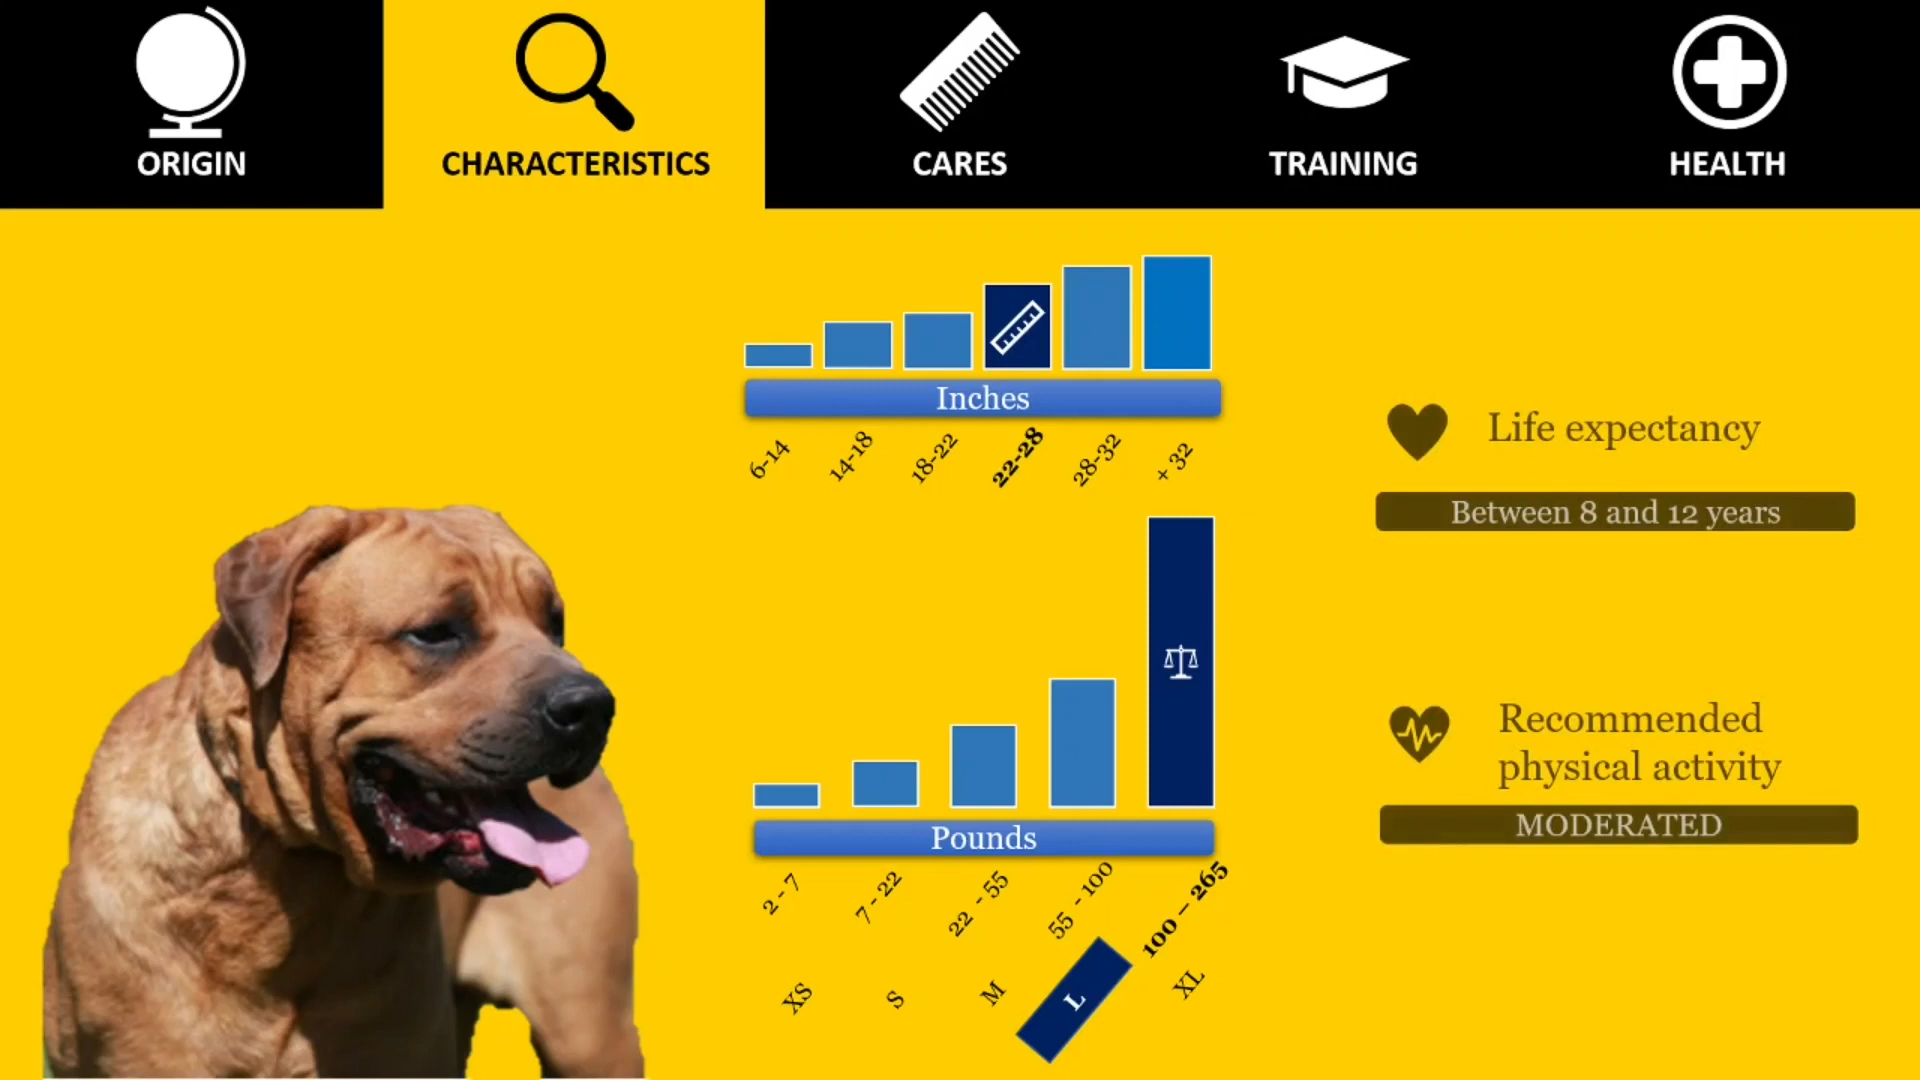 ORIGIN
CHARACTERISTICS
CARES
TRAINING
HEALTH
Inches
6-14
14-18
18-22
22-28
28-32
+ 32
Pounds
2 - 7
7 - 22
22 - 55
55 - 100
100 – 265
XS
S
M
L
XL
Life expectancy
Between 8 and 12 years
Recommended
physical activity
MODERATED